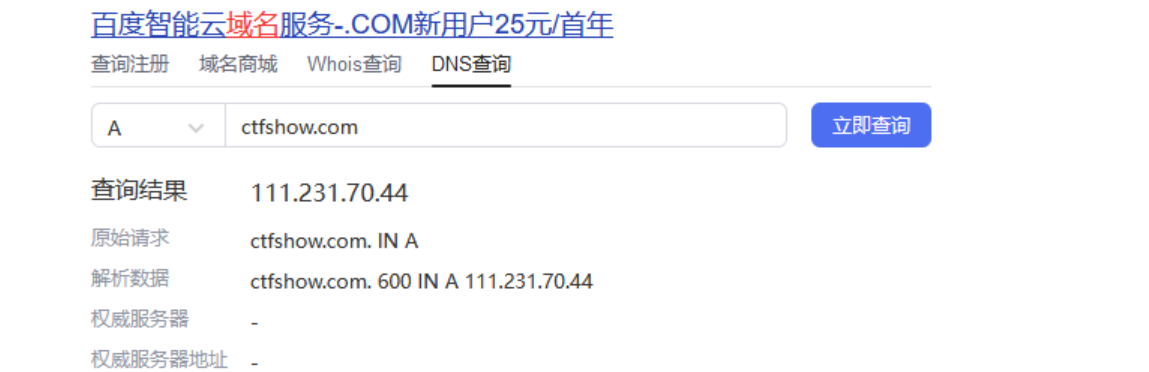 百度智能云域名服务-.COM新用户25元/首年
查询注册 域名商城 Whois查询 DNS查询
A ctfshow.com 立即查询
查询结果 111.231.70.44
原始请求 ctfshow.com. IN A
解析数据 ctfshow.com. 600 IN A 111.231.70.44
权威服务器 -
权威服务器地址 -